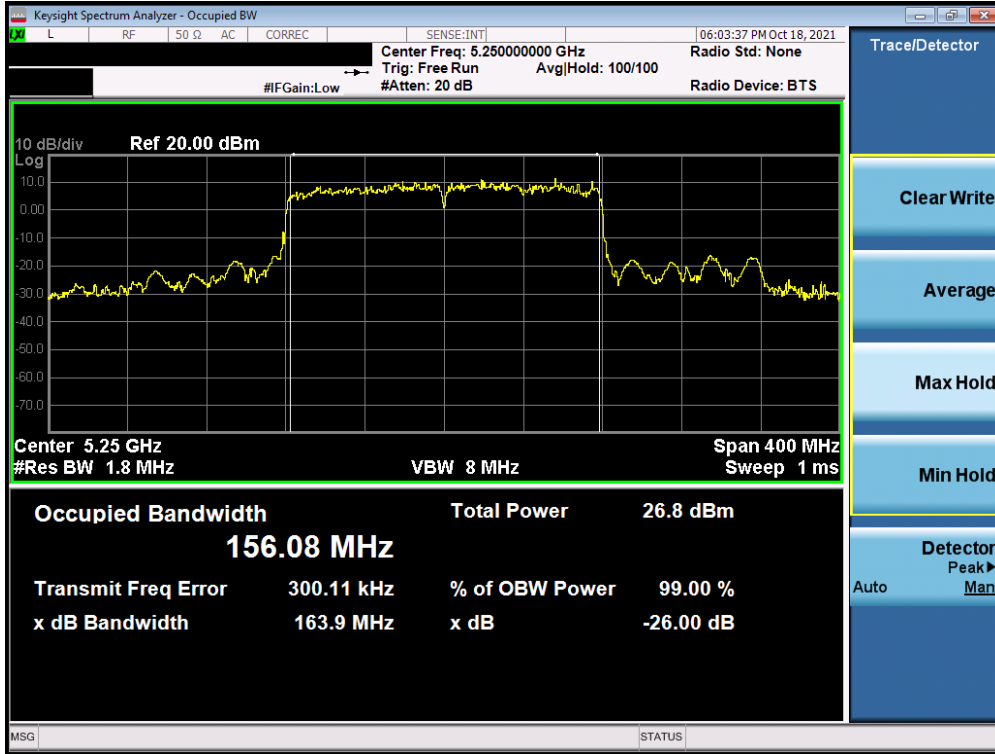 Keysight Spectrum Analyzer - Occupied BW
LXI L RF 50 Ω AC CORREC SENSE:INT 06:03:37 PM Oct 18, 2021
Center Freq: 5.250000000 GHz Radio Std: None
Trig: Free Run Avg|Hold: 100/100
#IFGain:Low #Atten: 20 dB Radio Device: BTS
10 dB/div Ref 20.00 dBm
Log
10.0
0.00
-10.0
-20.0
-30.0
-40.0
-50.0
-60.0
-70.0
Center 5.25 GHz Span 400 MHz
#Res BW 1.8 MHz VBW 8 MHz Sweep 1 ms
Occupied Bandwidth Total Power 26.8 dBm
156.08 MHz
Transmit Freq Error 300.11 kHz % of OBW Power 99.00 %
x dB Bandwidth 163.9 MHz x dB -26.00 dB
Trace/Detector
Clear Write
Average
Max Hold
Min Hold
Detector
Peak▶
Auto Man
MSG STATUS